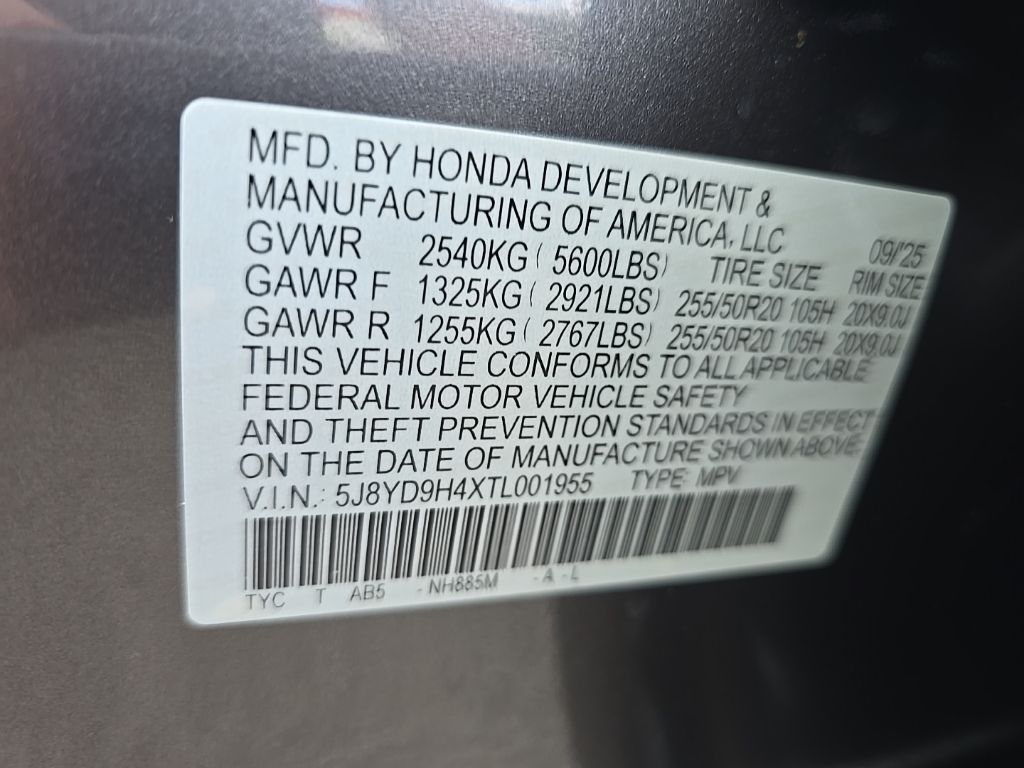 MFD. BY HONDA DEVELOPMENT &
MANUFACTURING OF AMERICA, LLC 09/'25
GVWR 2540KG ( 5600LBS) TIRE SIZE RIM SIZE
GAWR F 1325KG ( 2921LBS) 255/50R20 105H 20X9.0J
GAWR R 1255KG ( 2767LBS) 255/50R20 105H 20X9.0J
THIS VEHICLE CONFORMS TO ALL APPLICABLE
FEDERAL MOTOR VEHICLE SAFETY
AND THEFT PREVENTION STANDARDS IN EFFECT
ON THE DATE OF MANUFACTURE SHOWN ABOVE.
V.I.N.: 5J8YD9H4XTL001955 TYPE: MPV
TYC T AB5 - NH885M - A - L